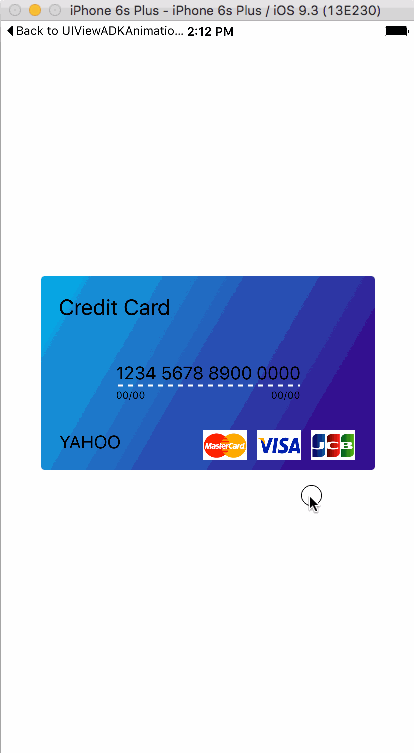 iPhone 6s Plus - iPhone 6s Plus / iOS 9.3 (13E230)
Back to UIViewADKAnimatio... 2:12 PM
Credit Card
1234 5678 8900 0000
00/00 00/00
YAHOO MasterCard VISA JCB